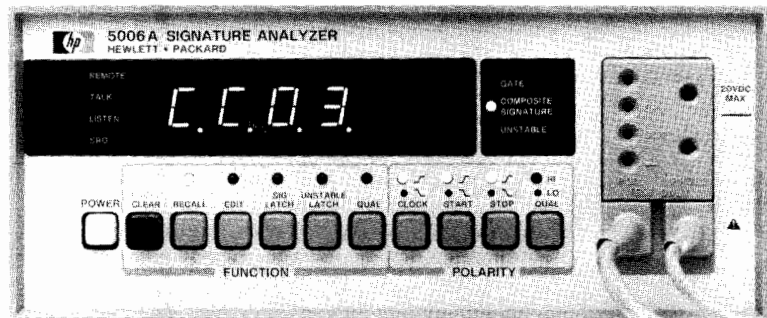 hp 5006A SIGNATURE ANALYZER
HEWLETT • PACKARD
REMOTE
TALK
LISTEN
SRQ
C.C.0.3.
GATE
COMPOSITE
SIGNATURE
UNSTABLE
20VDC
MAX
POWER
CLEAR
RECALL
EDIT
SIG
LATCH
UNSTABLE
LATCH
QUAL
CLOCK
START
STOP
HI
LO
QUAL
FUNCTION
POLARITY